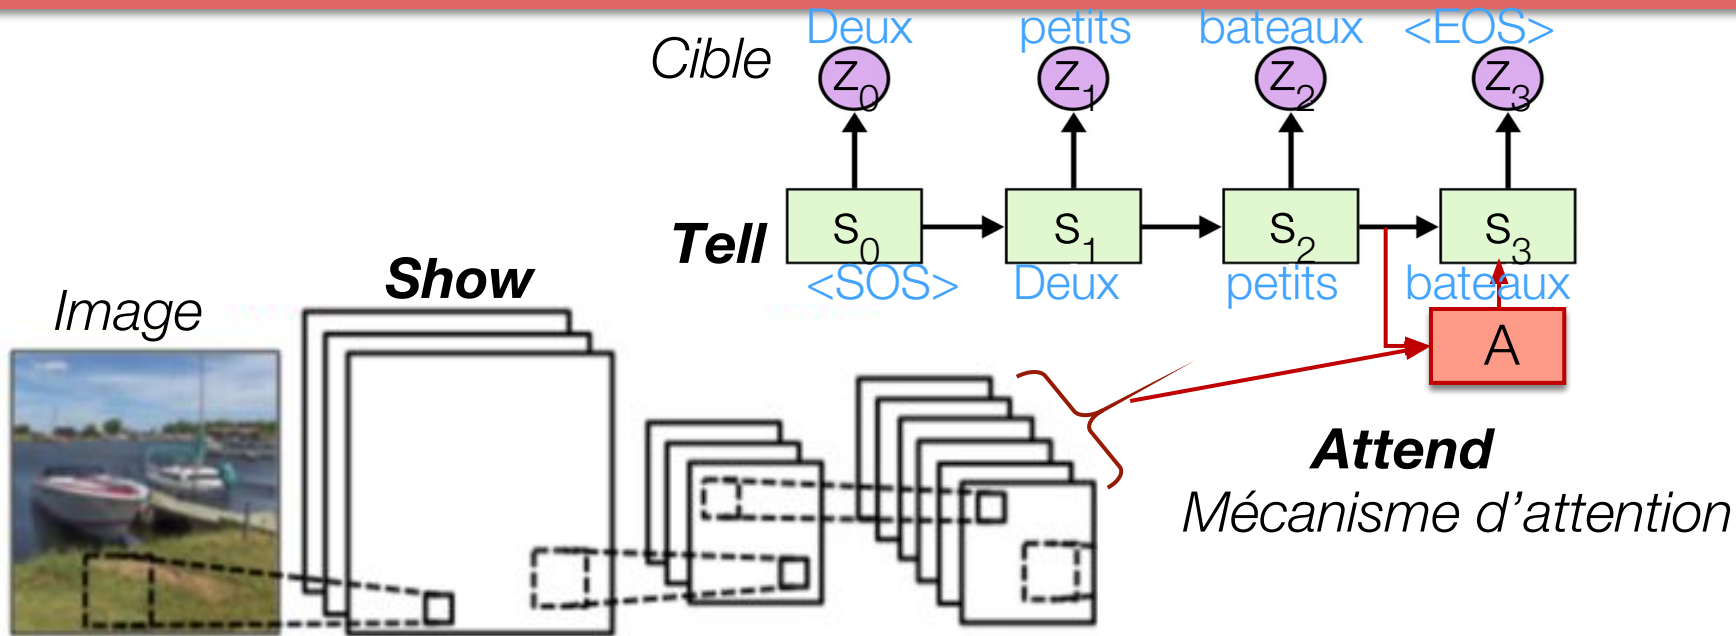 Deux petits bateaux <EOS>
Cible z0 z1 z2 z3
Tell s0 s1 s2 s3
<SOS> Deux petits bateaux
Show
Image
A
Attend
Mécanisme d'attention